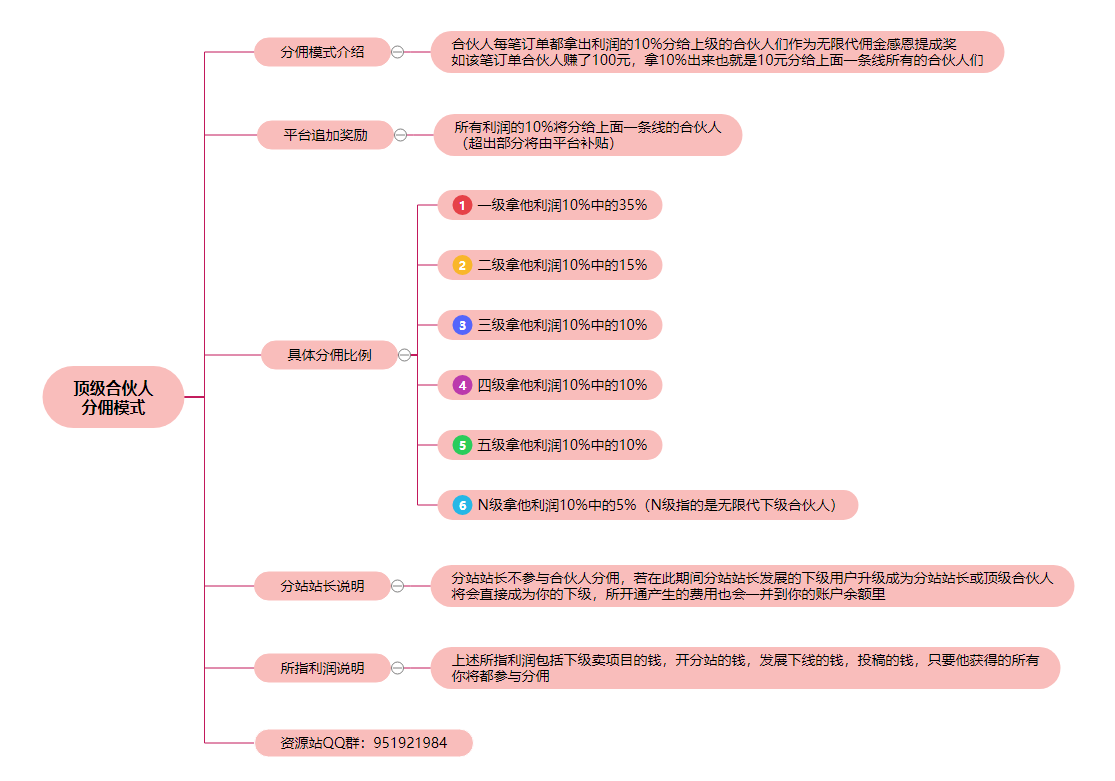 顶级合伙人
分佣模式
分佣模式介绍
合伙人每笔订单都拿出利润的10%分给上级的合伙人们作为无限代佣金感恩提成奖
如该笔订单合伙人赚了100元，拿10%出来也就是10元分给上面一条线所有的合伙人们
平台追加奖励
所有利润的10%将分给上面一条线的合伙人
（超出部分将由平台补贴）
具体分佣比例
1 一级拿他利润10%中的35%
2 二级拿他利润10%中的15%
3 三级拿他利润10%中的10%
4 四级拿他利润10%中的10%
5 五级拿他利润10%中的10%
6 N级拿他利润10%中的5%（N级指的是无限代下级合伙人）
分站站长说明
分站站长不参与合伙人分佣，若在此期间分站站长发展的下级用户升级成为分站站长或顶级合伙人
将会直接成为你的下级，所开通产生的费用也会一并到你的账户余额里
所指利润说明
上述所指利润包括下级卖项目的钱，开分站的钱，发展下线的钱，投稿的钱，只要他获得的所有
你将都参与分佣
资源站QQ群：951921984